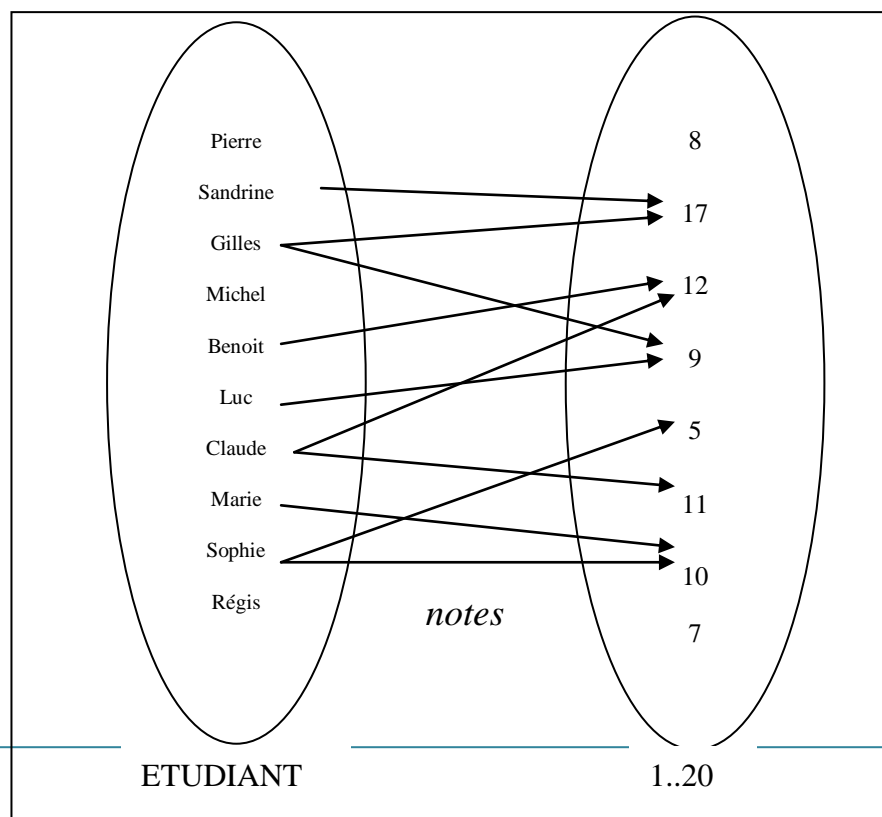 Pierre
Sandrine
Gilles
Michel
Benoit
Luc
Claude
Marie
Sophie
Régis
notes
8
17
12
9
5
11
10
7
ETUDIANT
1..20